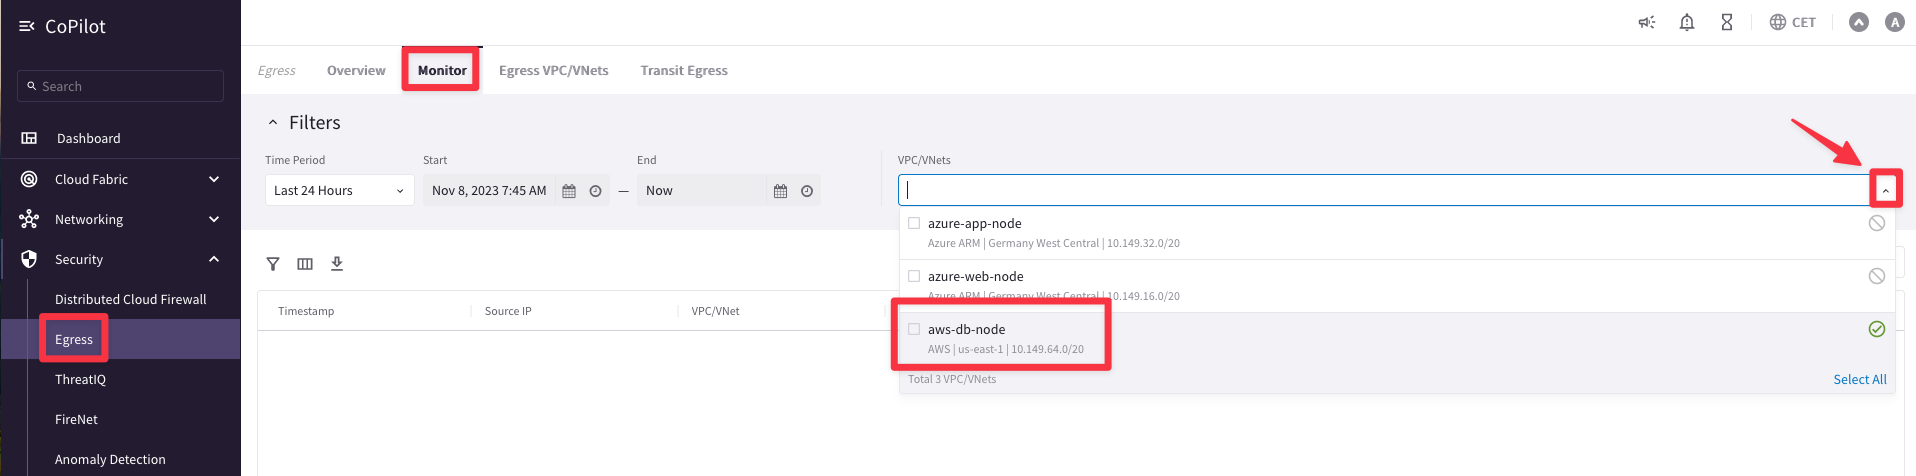 CoPilot
CET
A
Search
Egress
Overview
Monitor
Egress VPC/VNets
Transit Egress
Dashboard
Cloud Fabric
Networking
Security
Distributed Cloud Firewall
Egress
ThreatIQ
FireNet
Anomaly Detection
Filters
Time Period
Start
End
VPC/VNets
Last 24 Hours
Nov 8, 2023 7:45 AM
—
Now
azure-app-node
Azure ARM | Germany West Central | 10.149.32.0/20
azure-web-node
Azure ARM | Germany West Central | 10.149.16.0/20
aws-db-node
AWS | us-east-1 | 10.149.64.0/20
Total 3 VPC/VNets
Select All
Timestamp
Source IP
VPC/VNet